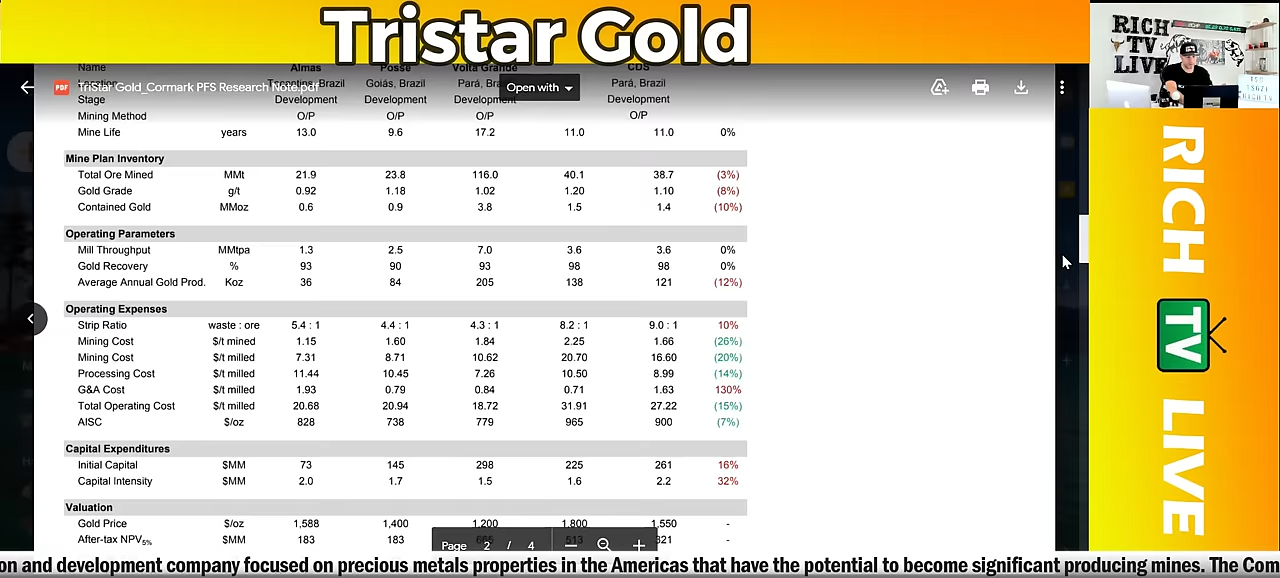 Tristar Gold
RICH
TV
LIVE
Name Almas Posse Volta Grande CDS
Location Tocantins, Brazil Goiás, Brazil Pará, Brazil Pará, Brazil
TriStar Gold_Cormark PFS Research Note.pdf
Open with
Stage Development Development Development Development
Mining Method O/P O/P O/P O/P
Mine Life years 13.0 9.6 17.2 11.0 11.0 0%
Mine Plan Inventory
Total Ore Mined MMt 21.9 23.8 116.0 40.1 38.7 (3%)
Gold Grade g/t 0.92 1.18 1.02 1.20 1.10 (8%)
Contained Gold MMoz 0.6 0.9 3.8 1.5 1.4 (10%)
Operating Parameters
Mill Throughput MMtpa 1.3 2.5 7.0 3.6 3.6 0%
Gold Recovery % 93 90 93 98 98 0%
Average Annual Gold Prod. Koz 36 84 205 138 121 (12%)
Operating Expenses
Strip Ratio waste : ore 5.4 : 1 4.4 : 1 4.3 : 1 8.2 : 1 9.0 : 1 10%
Mining Cost $/t mined 1.15 1.60 1.84 2.25 1.66 (26%)
Mining Cost $/t milled 7.31 8.71 10.62 20.70 16.60 (20%)
Processing Cost $/t milled 11.44 10.45 7.26 10.50 8.99 (14%)
G&A Cost $/t milled 1.93 0.79 0.84 0.71 1.63 130%
Total Operating Cost $/t milled 20.68 20.94 18.72 31.91 27.22 (15%)
AISC $/oz 828 738 779 965 900 (7%)
Capital Expenditures
Initial Capital $MM 73 145 298 225 261 16%
Capital Intensity $MM 2.0 1.7 1.5 1.6 2.2 32%
Valuation
Gold Price $/oz 1,588 1,400 1,200 1,800 1,550 -
After-tax NPV5% $MM 183 183 513 321 -
Page 2 / 4
RICH TV LIVE
on and development company focused on precious metals properties in the Americas that have the potential to become significant producing mines. The Com